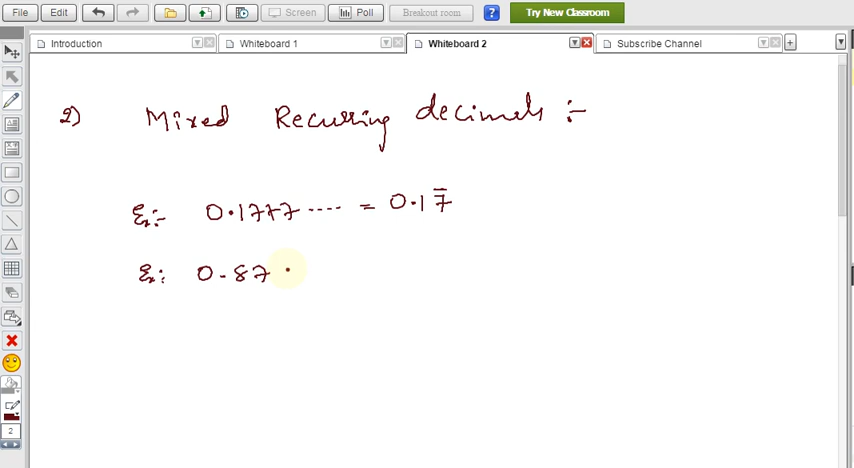 File Edit Screen Poll Breakout room ? Try New Classroom
Introduction Whiteboard 1 Whiteboard 2 Subscribe Channel +
2) Mixed Recurring decimals :-
Ex:- 0.1777.... = 0.17̄
Ex: 0.87
2